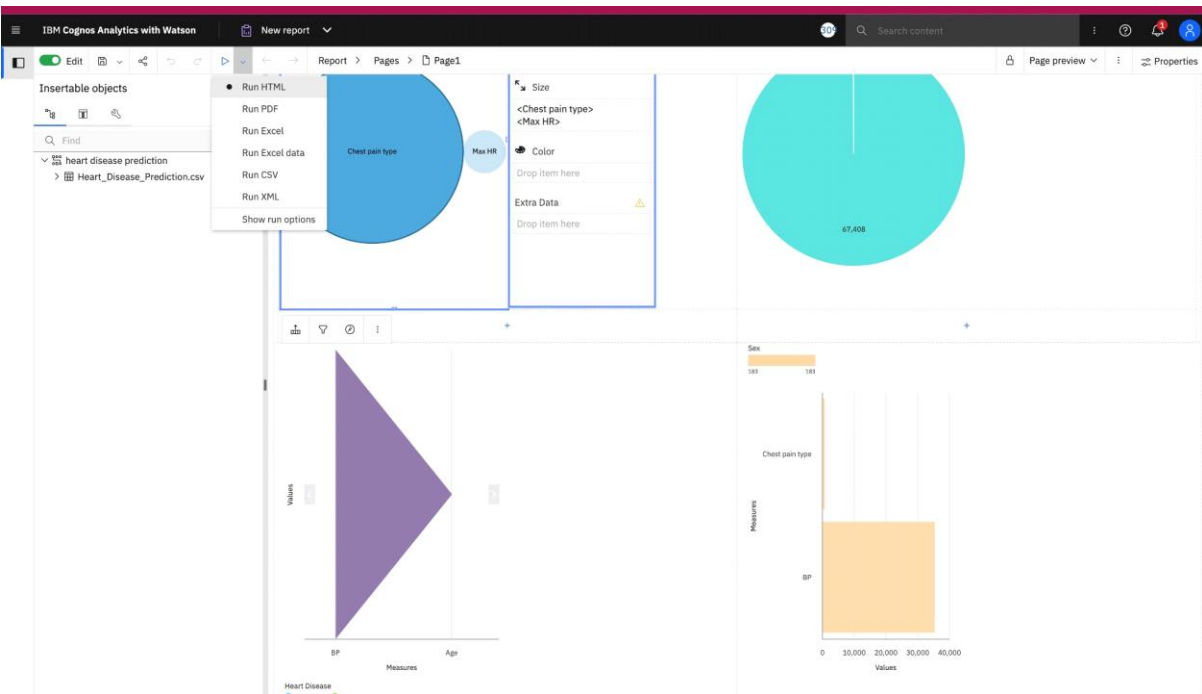 IBM Cognos Analytics with Watson
New report
309
Search content
1
Edit
Report > Pages > Page1
Page preview
Properties
Insertable objects
Find
heart disease prediction
Heart_Disease_Prediction.csv
Run HTML
Run PDF
Run Excel
Run Excel data
Run CSV
Run XML
Show run options
Chest pain type
Max HR
Size
<Chest pain type>
<Max HR>
Color
Drop item here
Extra Data
Drop item here
67,408
Values
BP Age
Measures
Heart Disease
Sex
183 183
Chest pain type
Measures
BP
0 10,000 20,000 30,000 40,000
Values